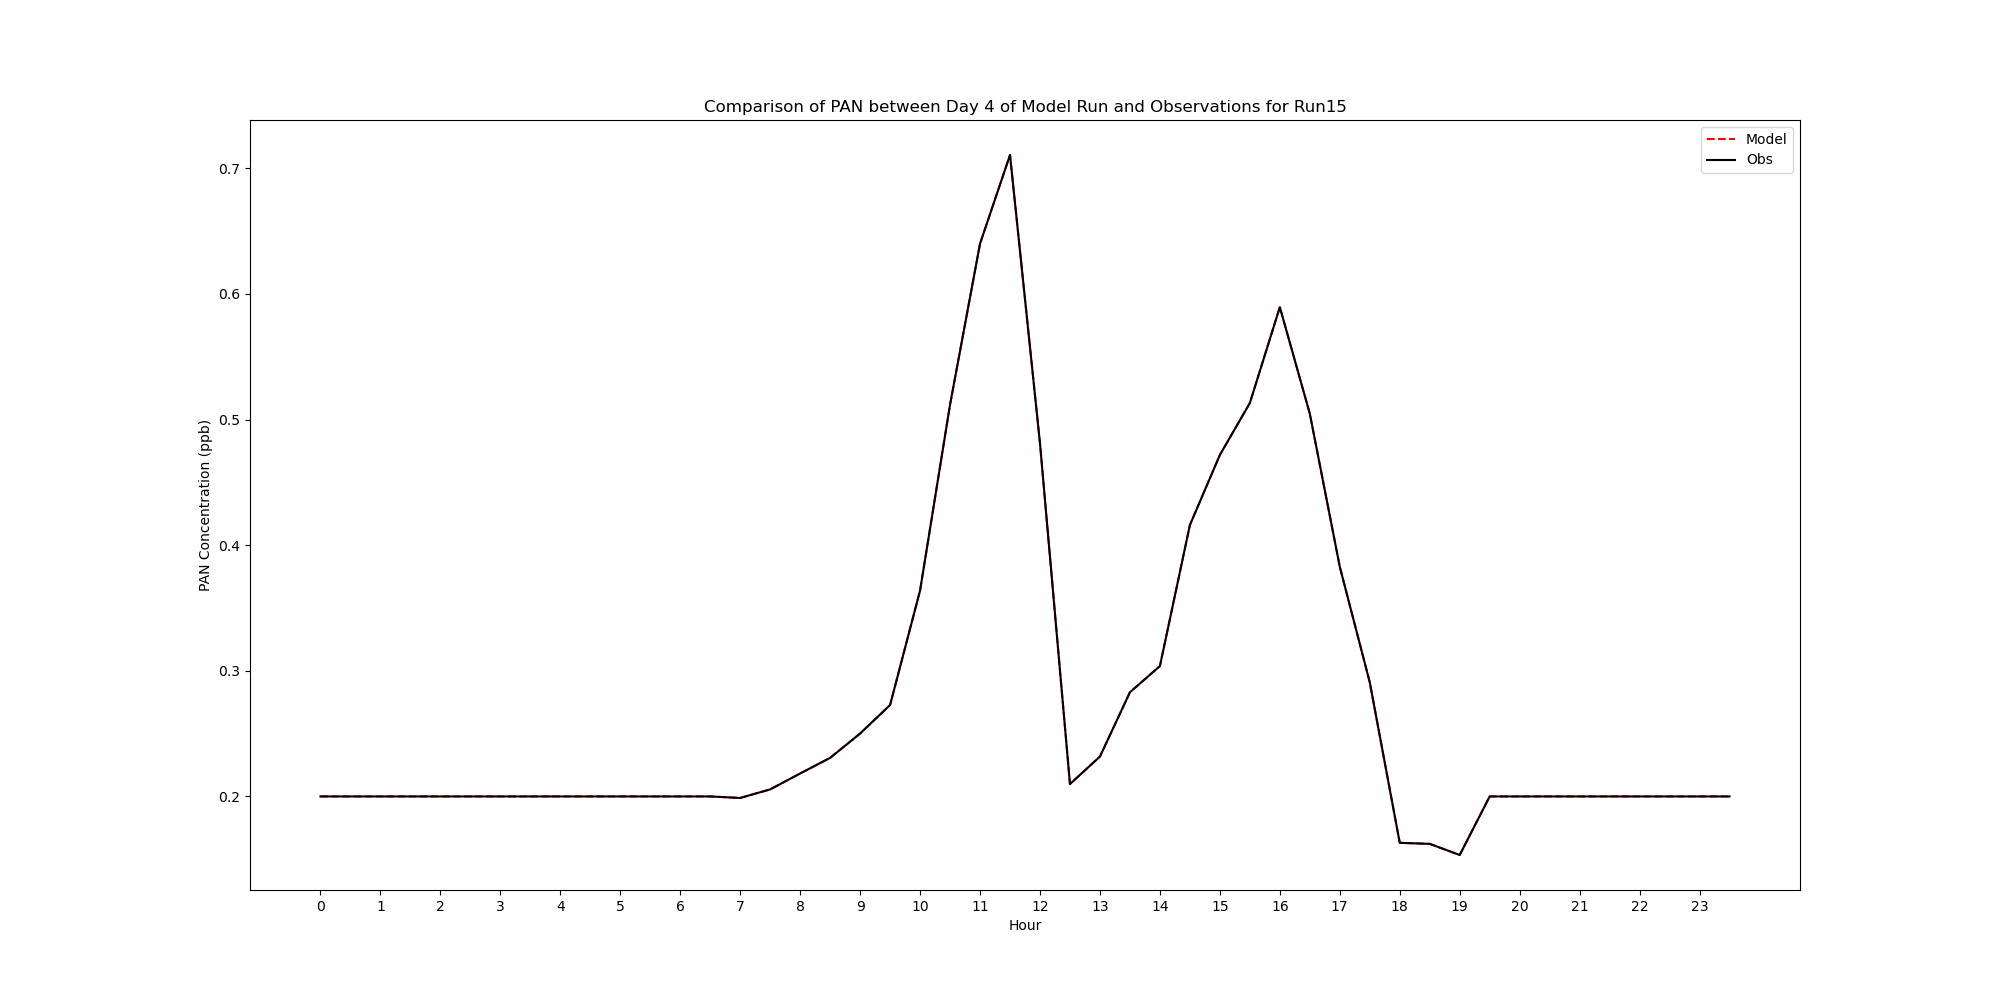 Comparison of PAN between Day 4 of Model Run and Observations for Run15
Model
Obs
PAN Concentration (ppb)
0.7
0.6
0.5
0.4
0.3
0.2
0 1 2 3 4 5 6 7 8 9 10 11 12 13 14 15 16 17 18 19 20 21 22 23
Hour